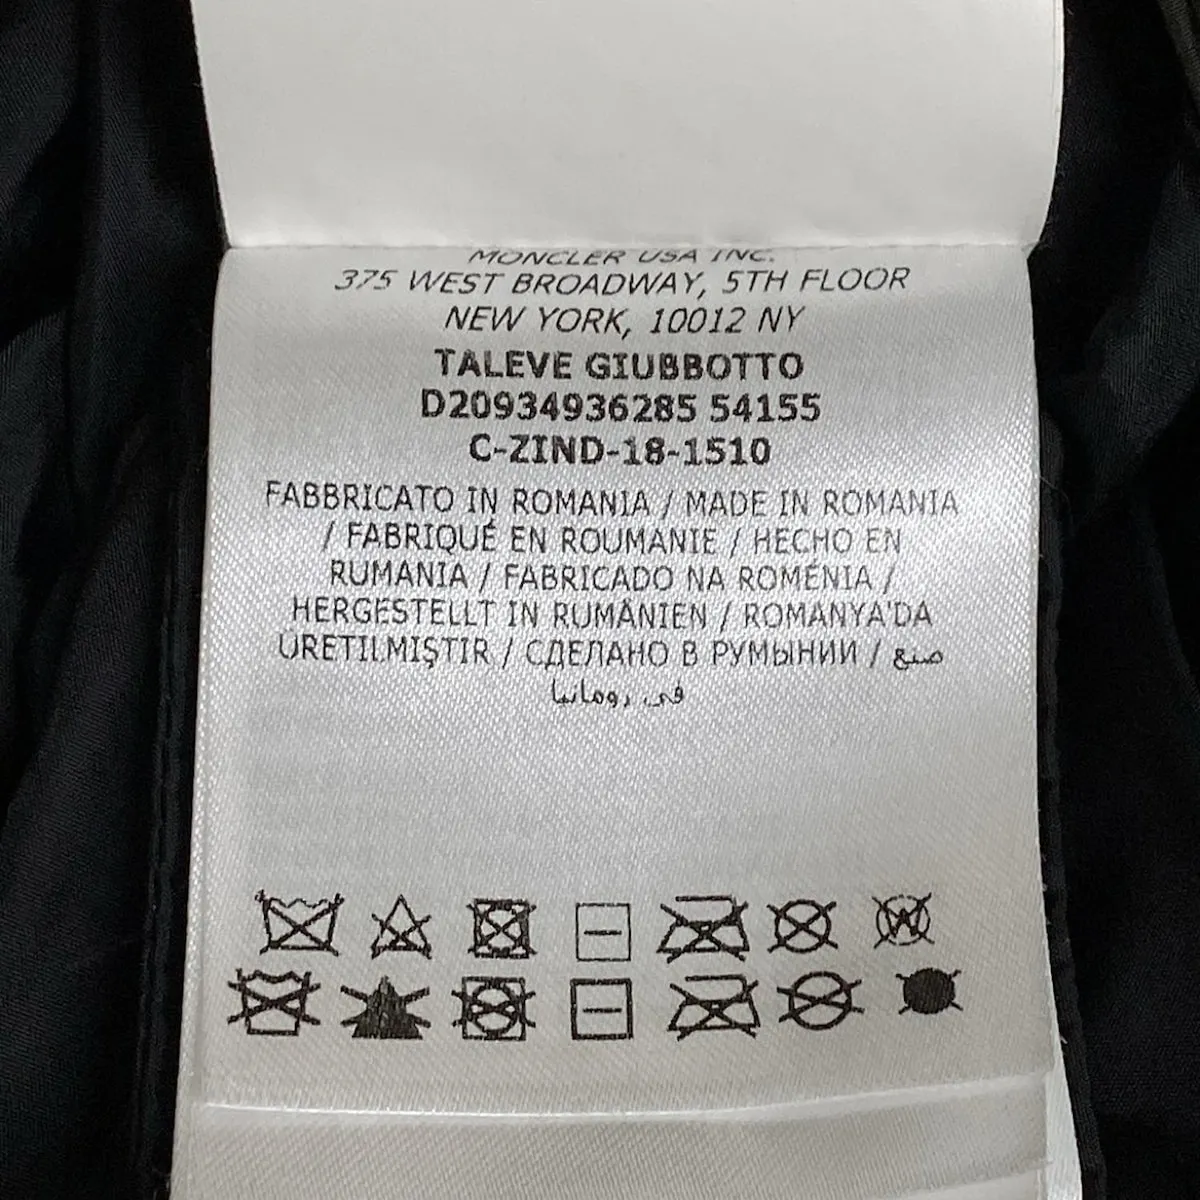 MONCLER USA INC.
375 WEST BROADWAY, 5TH FLOOR
NEW YORK, 10012 NY
TALEVE GIUBBOTTO
D20934936285 54155
C-ZIND-18-1510
FABBRICATO IN ROMANIA / MADE IN ROMANIA
/ FABRIQUÉ EN ROUMANIE / HECHO EN
RUMANIA / FABRICADO NA ROMÉNIA /
HERGESTELLT IN RUMÄNIEN / ROMANYA'DA
ÜRETILMIŞTIR / СДЕЛАНО В РУМЫНИИ / صنع
في رومانيا
W